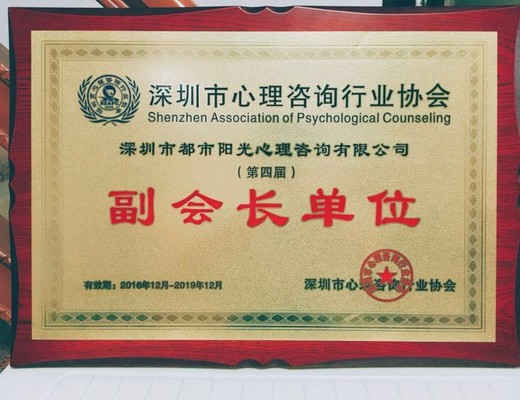 深圳市心理咨询行业协会
Shenzhen Association of Psychological Counseling
深圳市都市阳光心理咨询有限公司
（第四届）
副会长单位
有效期：2016年12月-2019年12月
深圳市心理咨询行业协会